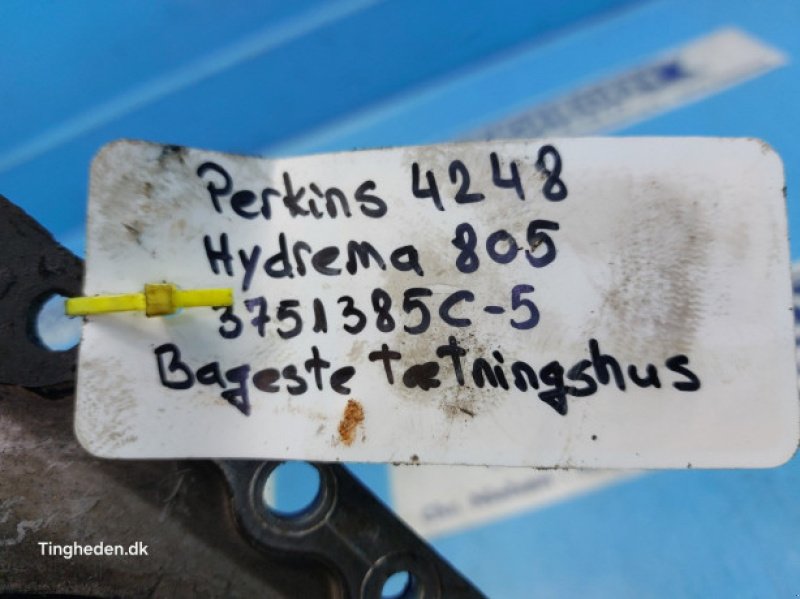 Perkins 4248
Hydrema 805
3751385C-5
Bageste tætningshus
Tingheden.dk